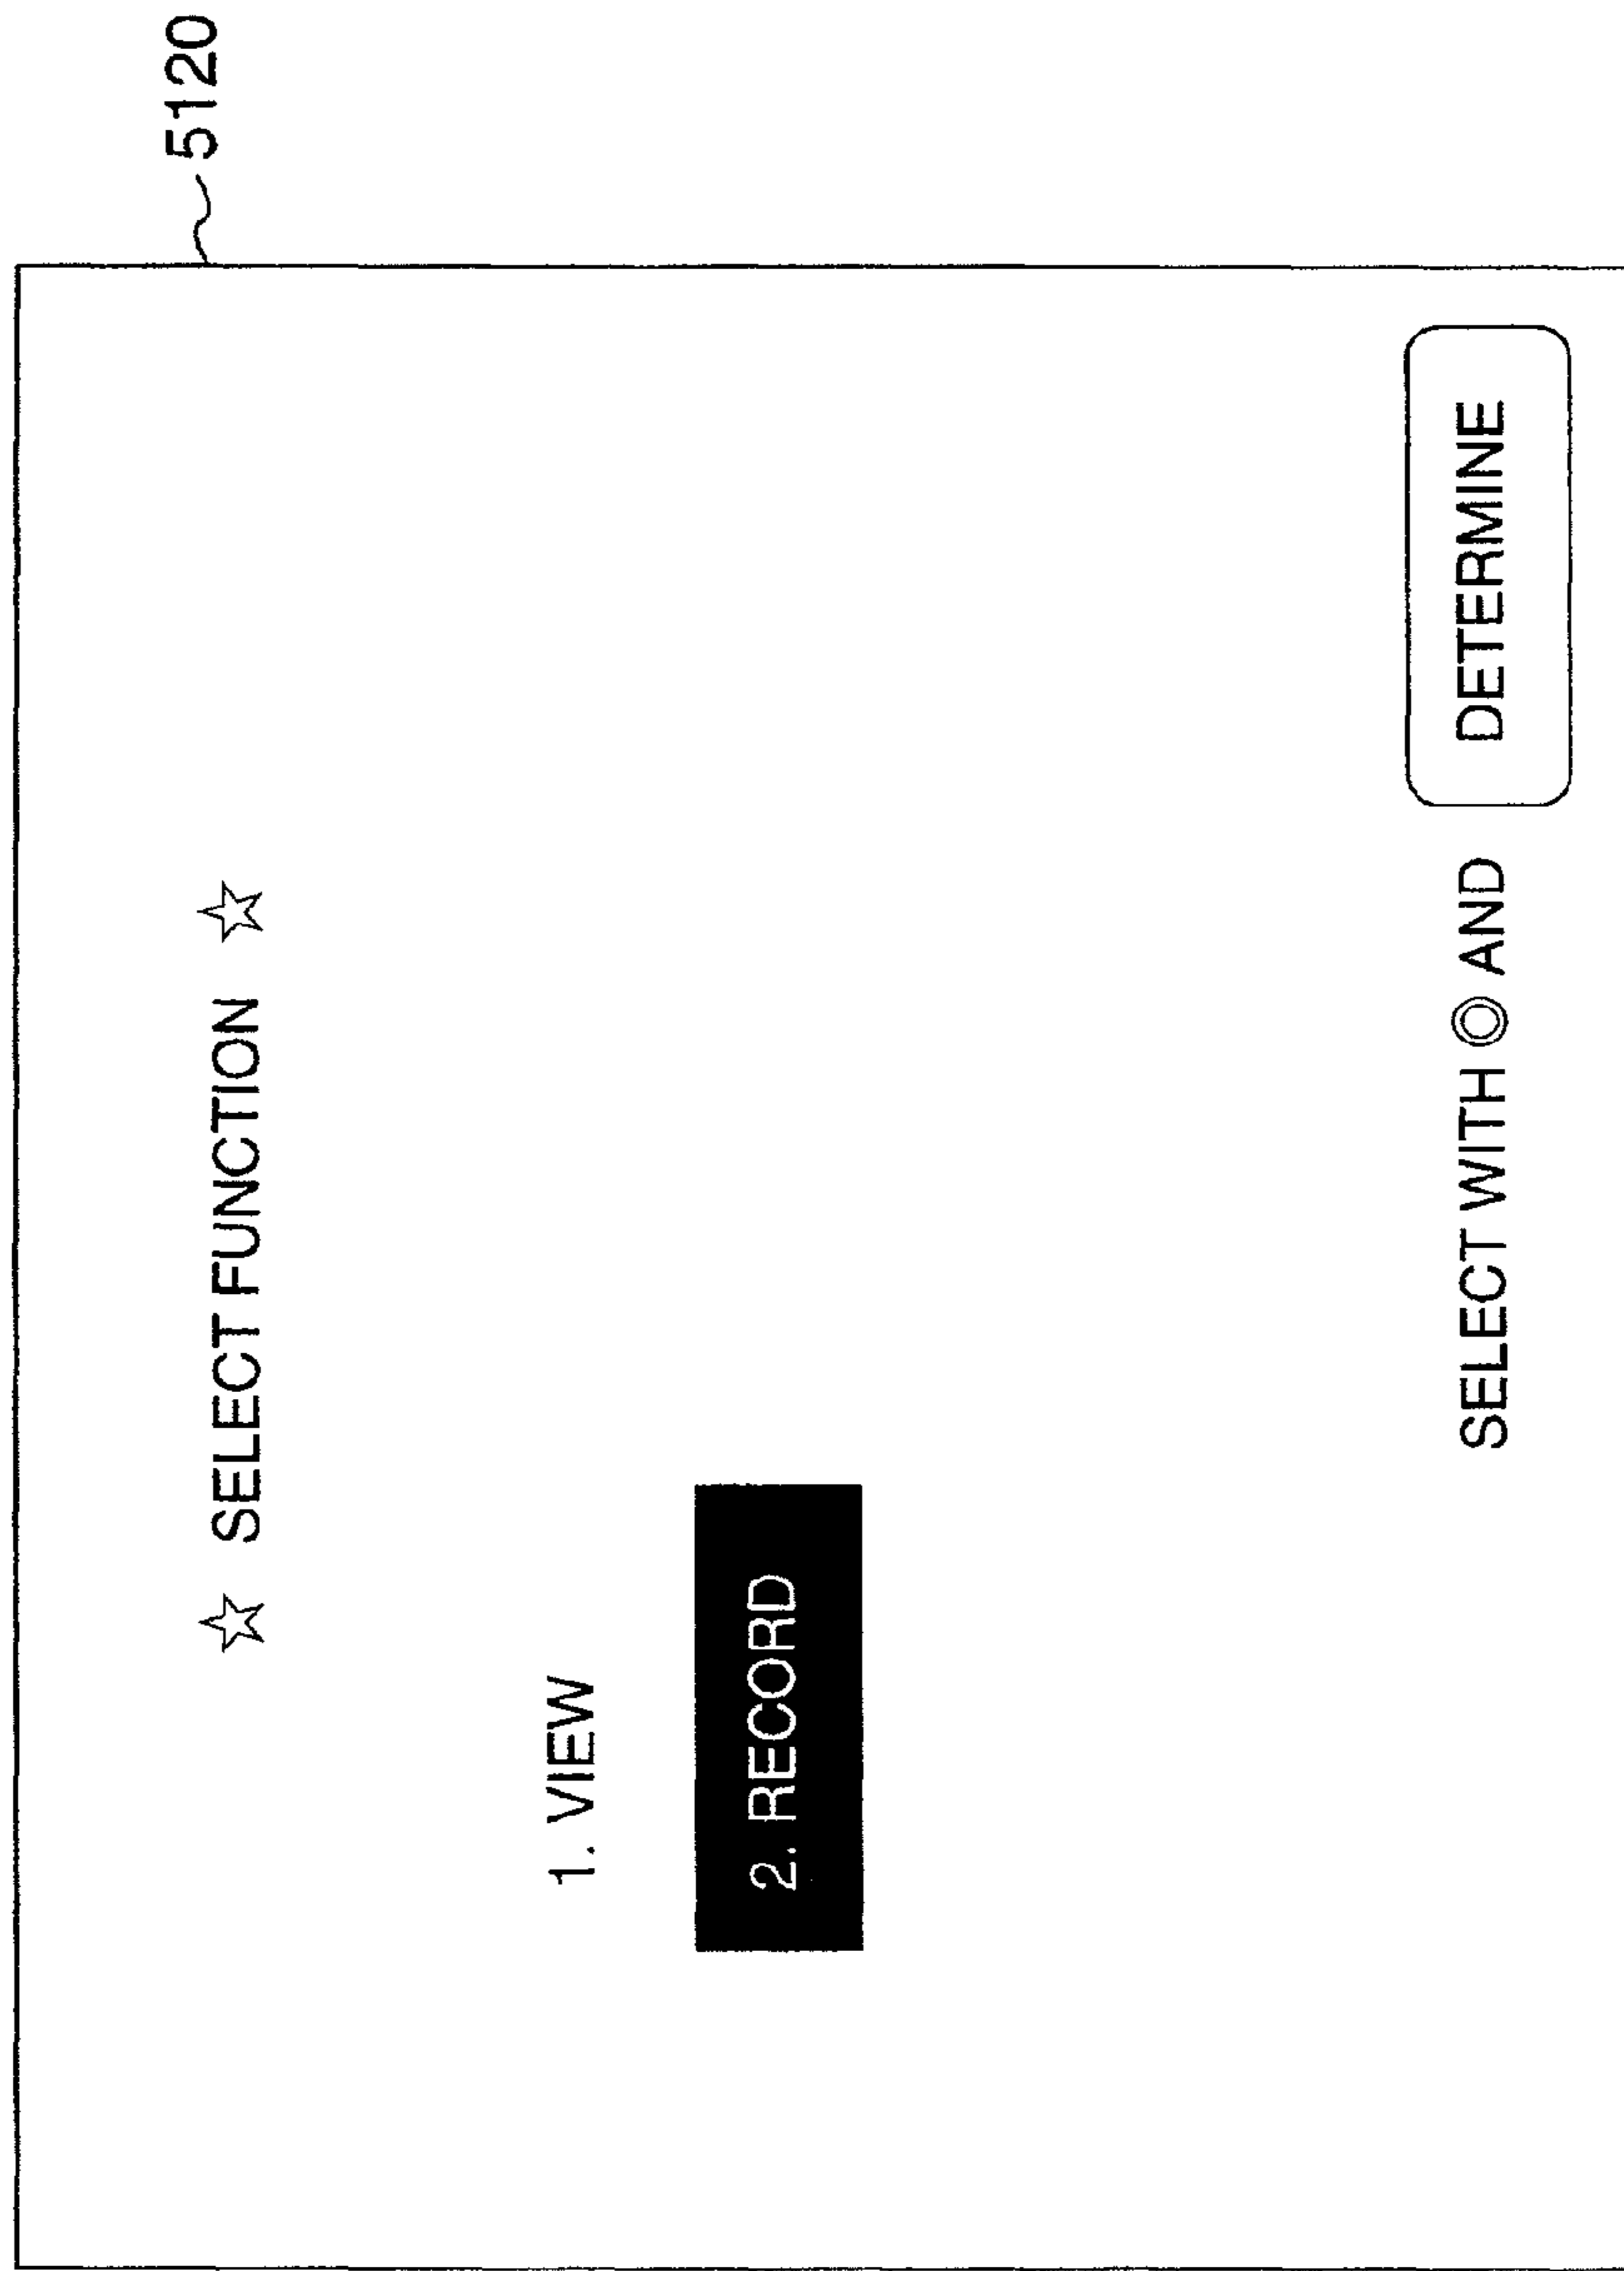 5120
☆ SELECT FUNCTION ☆
1. VIEW
2. RECORD
SELECT WITH ◎ AND DETERMINE